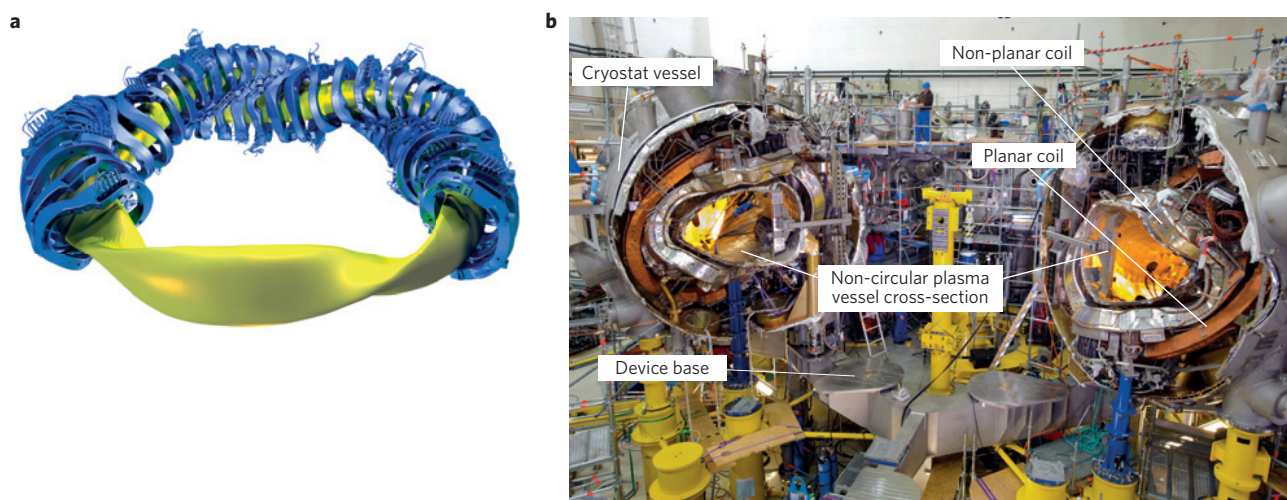 a
b
Cryostat vessel
Non-planar coil
Planar coil
Non-circular plasma
vessel cross-section
Device base